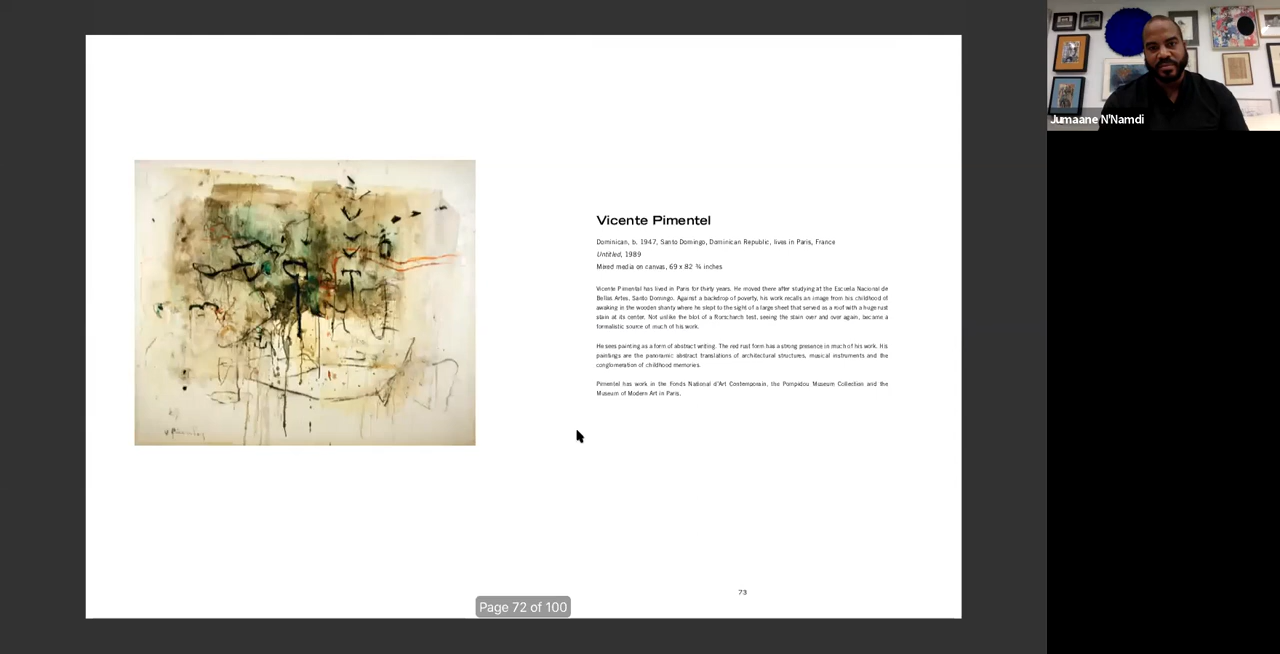 Jumaane N'Namdi
Vicente Pimentel
Dominican, b. 1947, Santo Domingo, Dominican Republic, lives in Paris, France
Untitled, 1989
Mixed media on canvas, 69 x 82 ¾ inches
Vicente Pimentel has lived in Paris for thirty years. He moved there after studying at the Escuela Nacional de
Bellas Artes, Santo Domingo. Against a backdrop of poverty, his work recalls an image from his childhood of
awaking in the wooden shanty where he slept to the sight of a large sheet that served as a roof with a huge rust
stain at its center. Not unlike the blot of a Rorscharch test, seeing the stain over and over again, became a
formalistic source of much of his work.
He sees painting as a form of abstract writing. The red rust form has a strong presence in much of his work. His
paintings are the panoramic abstract translations of architectural structures, musical instruments and the
conglomeration of childhood memories.
Pimentel has work in the Fonds National d'Art Contemporain, the Pompidou Museum Collection and the
Museum of Modern Art in Paris.
73
Page 72 of 100